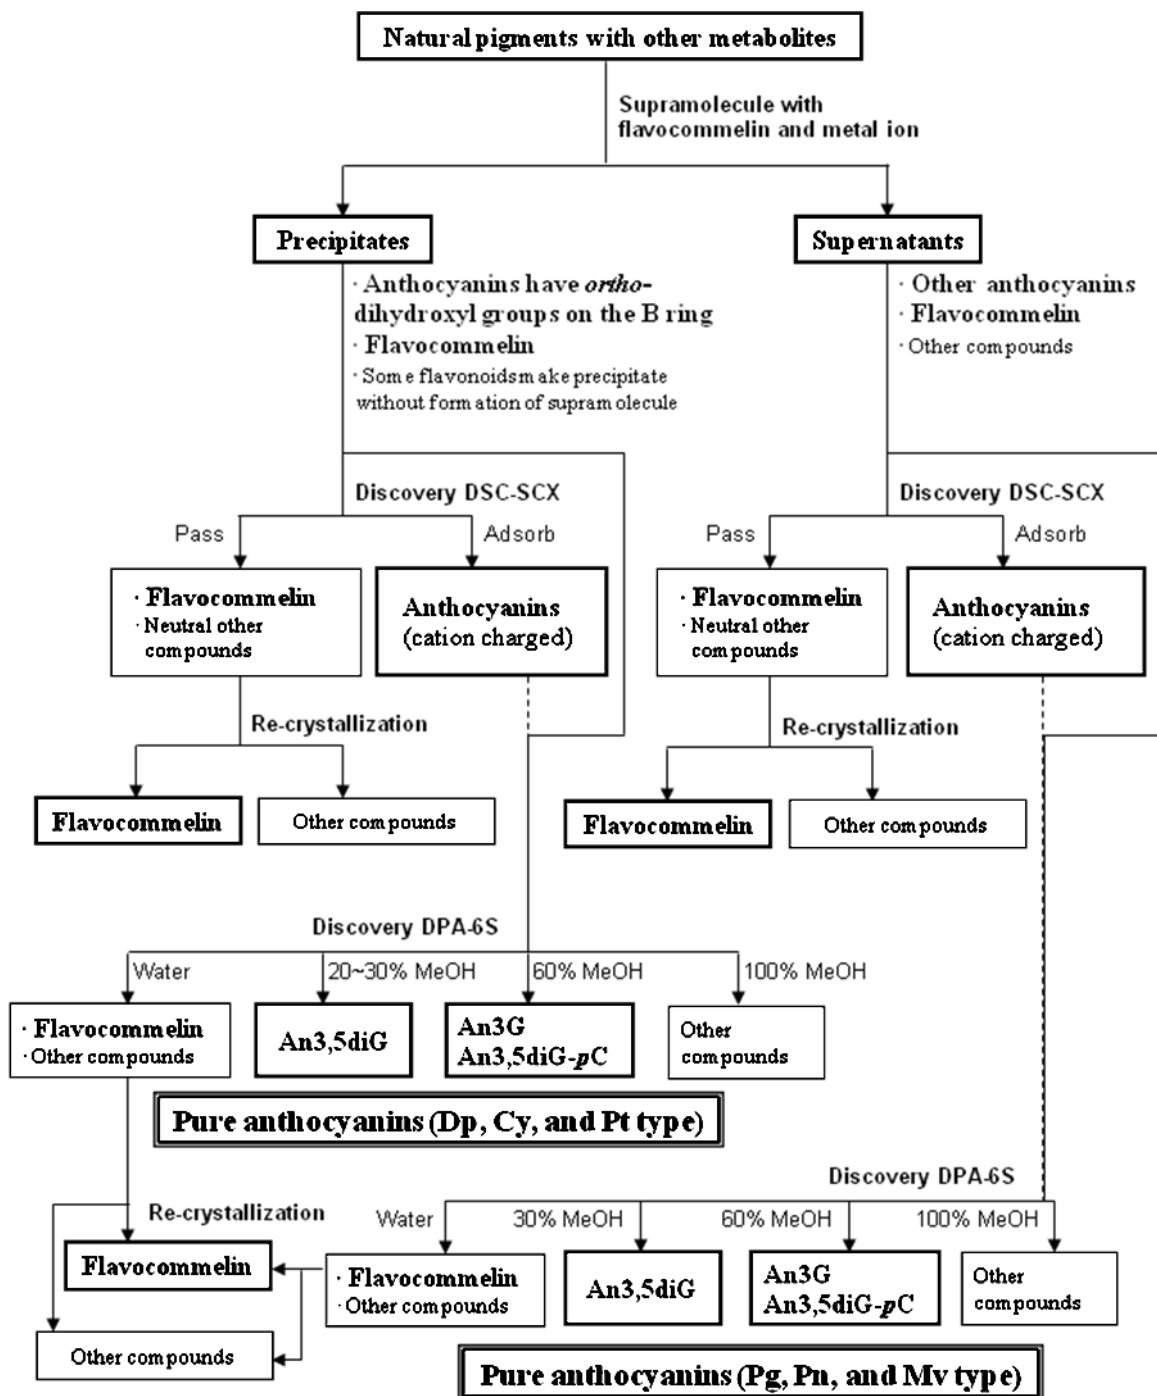 Natural pigments with other metabolites
Supramolecule with
flavocommelin and metal ion
Precipitates
Supernatants
· Anthocyanins have ortho-
dihydroxyl groups on the B ring
· Flavocommelin
· Some flavonoids make precipitate
without formation of supramolecule
· Other anthocyanins
· Flavocommelin
· Other compounds
Discovery DSC-SCX
Pass
Adsorb
· Flavocommelin
· Neutral other
compounds
Anthocyanins
(cation charged)
Re-crystallization
Flavocommelin
Other compounds
Discovery DSC-SCX
Pass
Adsorb
· Flavocommelin
· Neutral other
compounds
Anthocyanins
(cation charged)
Re-crystallization
Flavocommelin
Other compounds
Discovery DPA-6S
Water
20~30% MeOH
60% MeOH
100% MeOH
· Flavocommelin
· Other compounds
An3,5diG
An3G
An3,5diG-pC
Other
compounds
Pure anthocyanins (Dp, Cy, and Pt type)
Re-crystallization
Flavocommelin
Other compounds
Discovery DPA-6S
Water
30% MeOH
60% MeOH
100% MeOH
· Flavocommelin
· Other compounds
An3,5diG
An3G
An3,5diG-pC
Other
compounds
Pure anthocyanins (Pg, Pn, and Mv type)